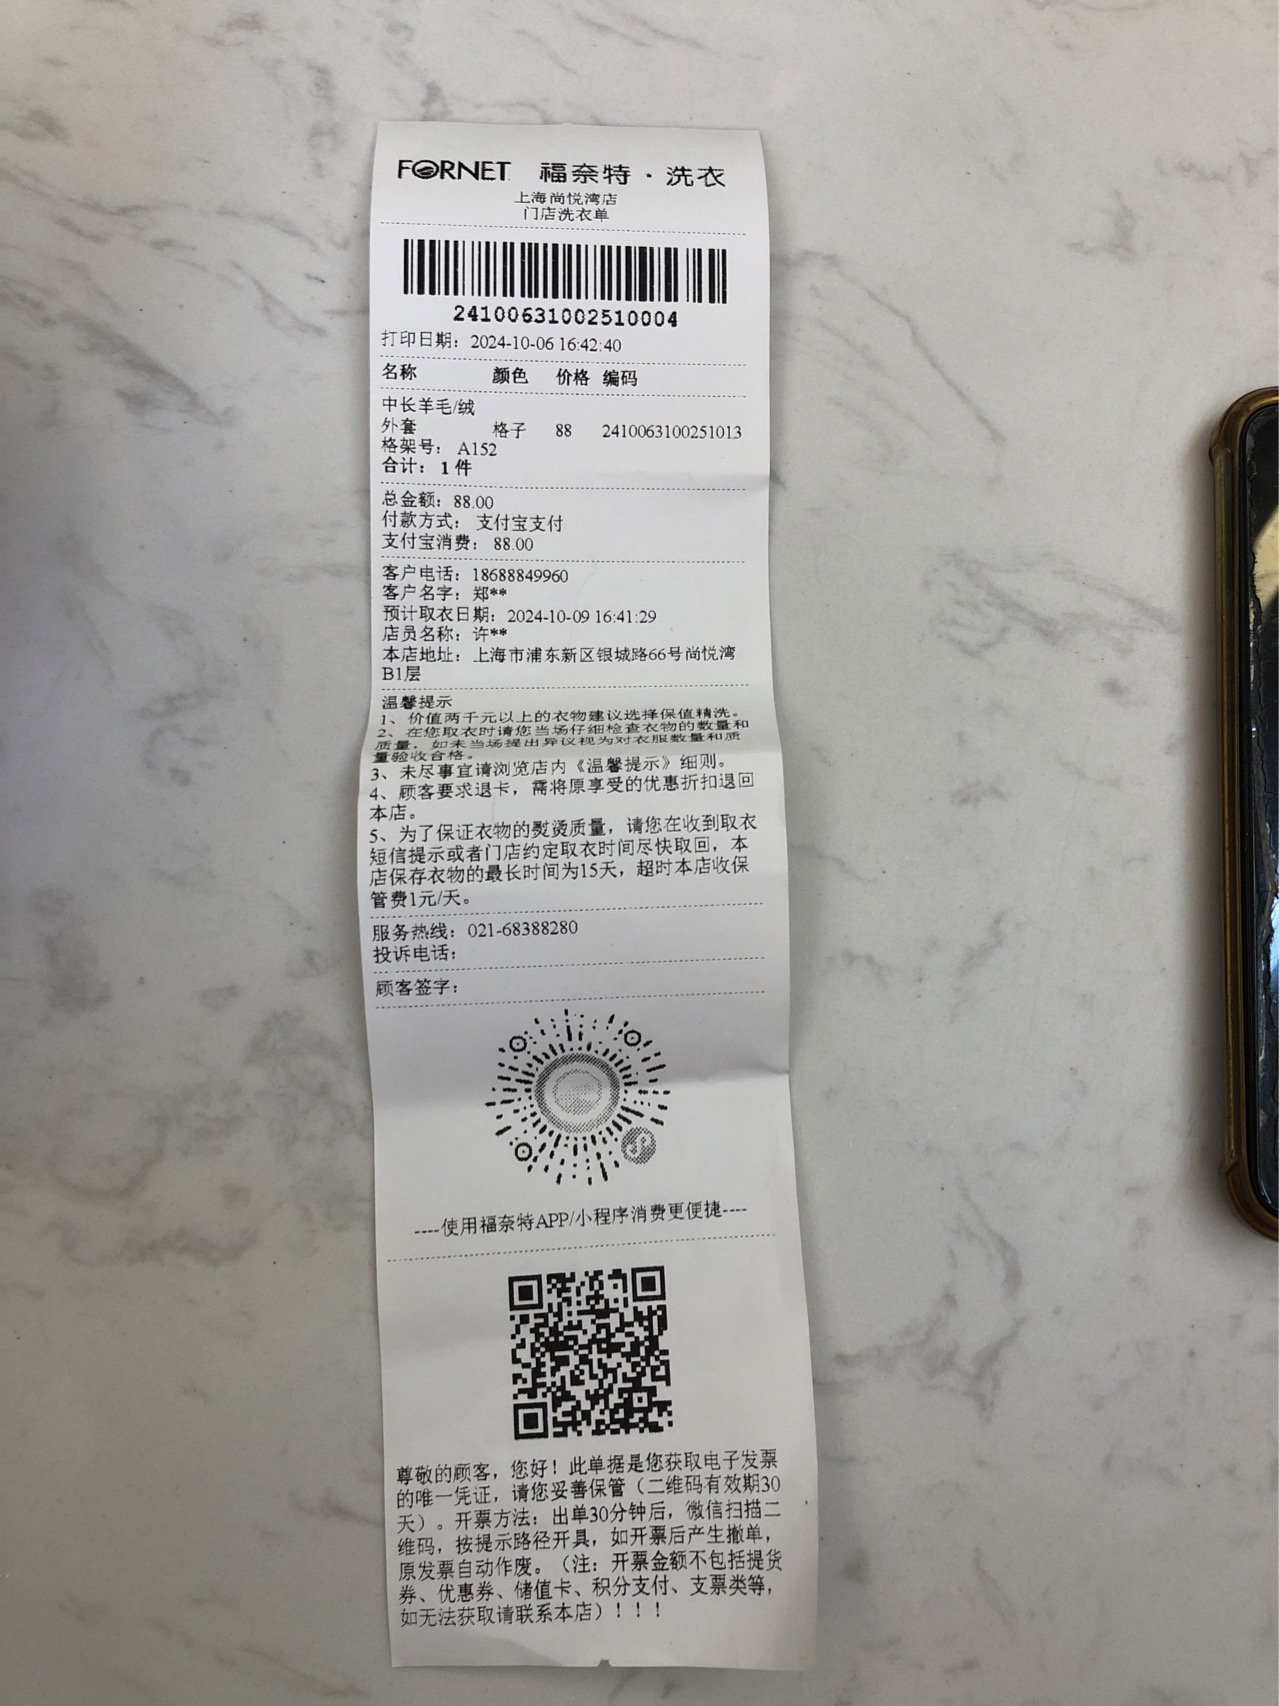 FORNET 福奈特·洗衣
上海尚悦湾店
门店洗衣单
24100631002510004
打印日期：2024-10-06 16:42:40
名称 颜色 价格 编码
中长羊毛/绒
外套 格子 88 2410063100251013
格架号： A152
合计：1件
总金额：88.00
付款方式： 支付宝支付
支付宝消费： 88.00
客户电话：18688849960
客户名字：郑**
预计取衣日期：2024-10-09 16:41:29
店员名称：许**
本店地址：上海市浦东新区银城路66号尚悦湾
B1层
温馨提示
1、价值两千元以上的衣物建议选择保值精洗。
2、在您取衣时请您当场仔细检查衣物的数量和
质量，如未当场提出异议视为对衣服数量和质
量验收合格。
3、未尽事宜请浏览店内《温馨提示》细则。
4、顾客要求退卡，需将原享受的优惠折扣退回
本店。
5、为了保证衣物的熨烫质量，请您在收到取衣
短信提示或者门店约定取衣时间尽快取回，本
店保存衣物的最长时间为15天，超时本店收保
管费1元/天。
服务热线：021-68388280
投诉电话：
顾客签字：
----使用福奈特APP/小程序消费更便捷----
尊敬的顾客，您好！此单据是您获取电子发票
的唯一凭证，请您妥善保管（二维码有效期30
天）。开票方法：出单30分钟后，微信扫描二
维码，按提示路径开具，如开票后产生撤单，
原发票自动作废。（注：开票金额不包括提货
券、优惠券、储值卡、积分支付、支票类等，
如无法获取请联系本店）！！！